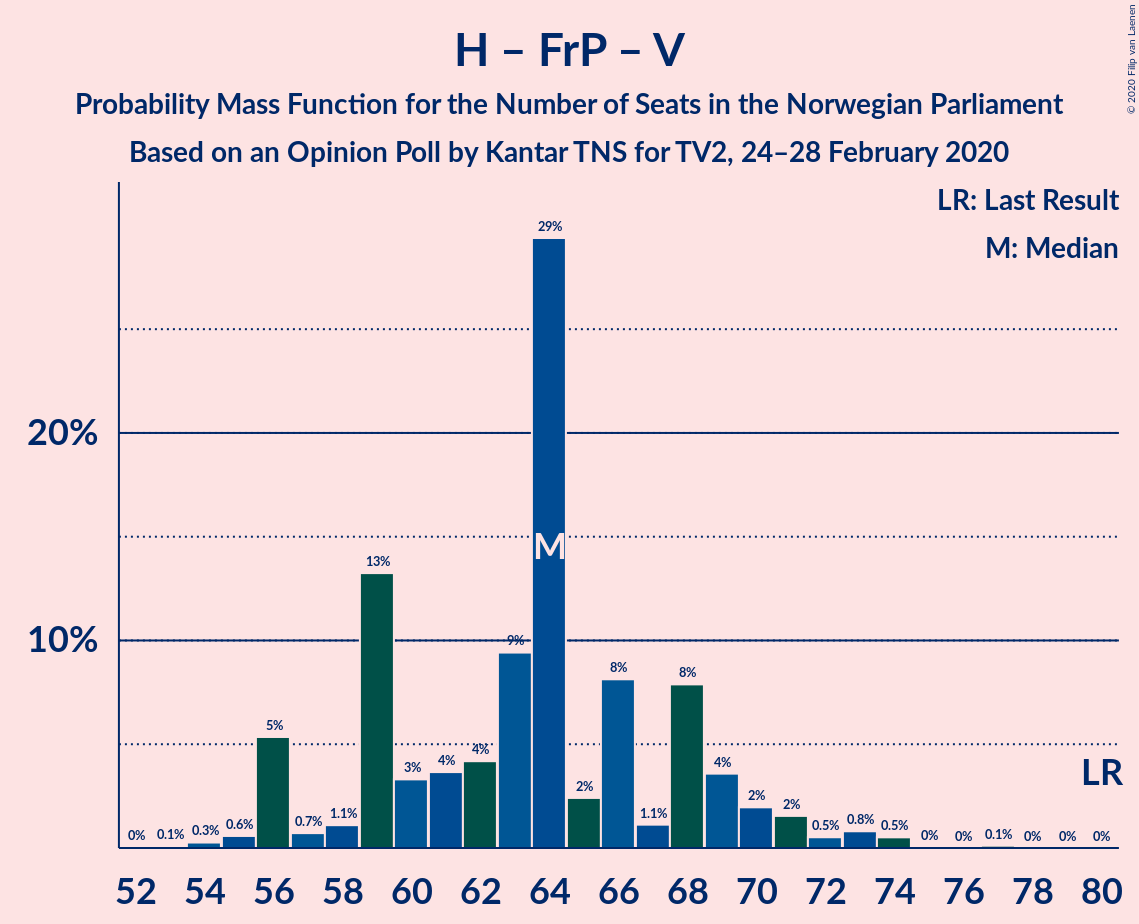 H – FrP – V
Probability Mass Function for the Number of Seats in the Norwegian Parliament
Based on an Opinion Poll by Kantar TNS for TV2, 24–28 February 2020
© 2020 Filip van Laenen
LR: Last Result
M: Median
20%
10%
0% 0.1% 0.3% 0.6% 5% 0.7% 1.1% 13% 3% 4% 4% 9% 29% 2% 8% 1.1% 8% 4% 2% 2% 0.5% 0.8% 0.5% 0% 0% 0.1% 0% 0% 0%
M
LR
52 54 56 58 60 62 64 66 68 70 72 74 76 78 80